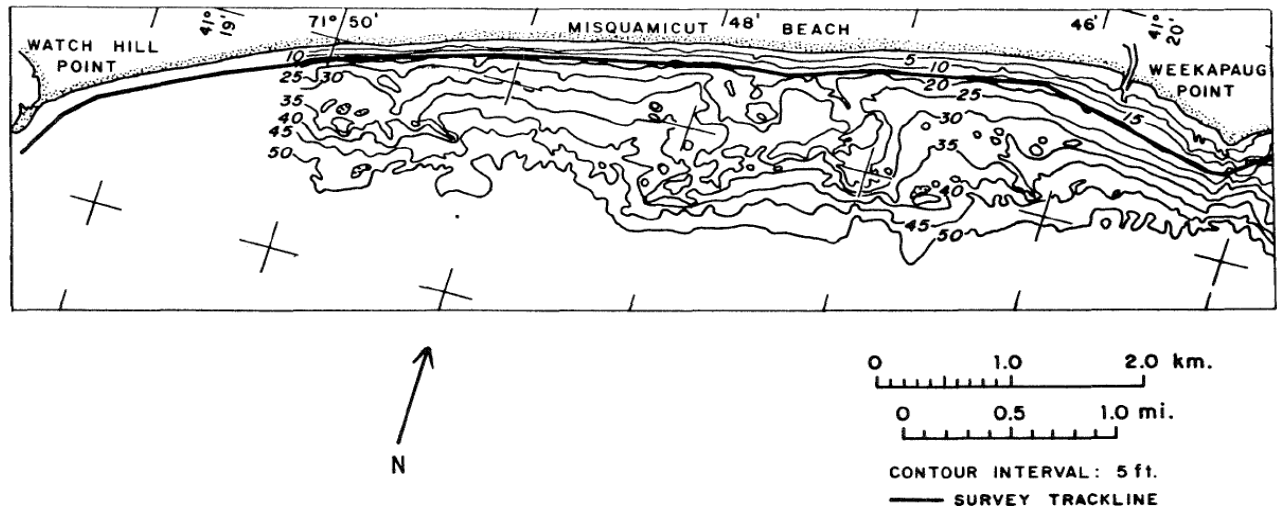 41° 19'
71° 50'
MISQUAMICUT BEACH
48'
46'
41° 20'
WATCH HILL
POINT
WEEKAPAUG
POINT
10
25 30
35
40
45
50
5 10
20 25
15
30
35
40
45
50
N
0 1.0 2.0 km.
0 0.5 1.0 mi.
CONTOUR INTERVAL: 5 ft.
SURVEY TRACKLINE